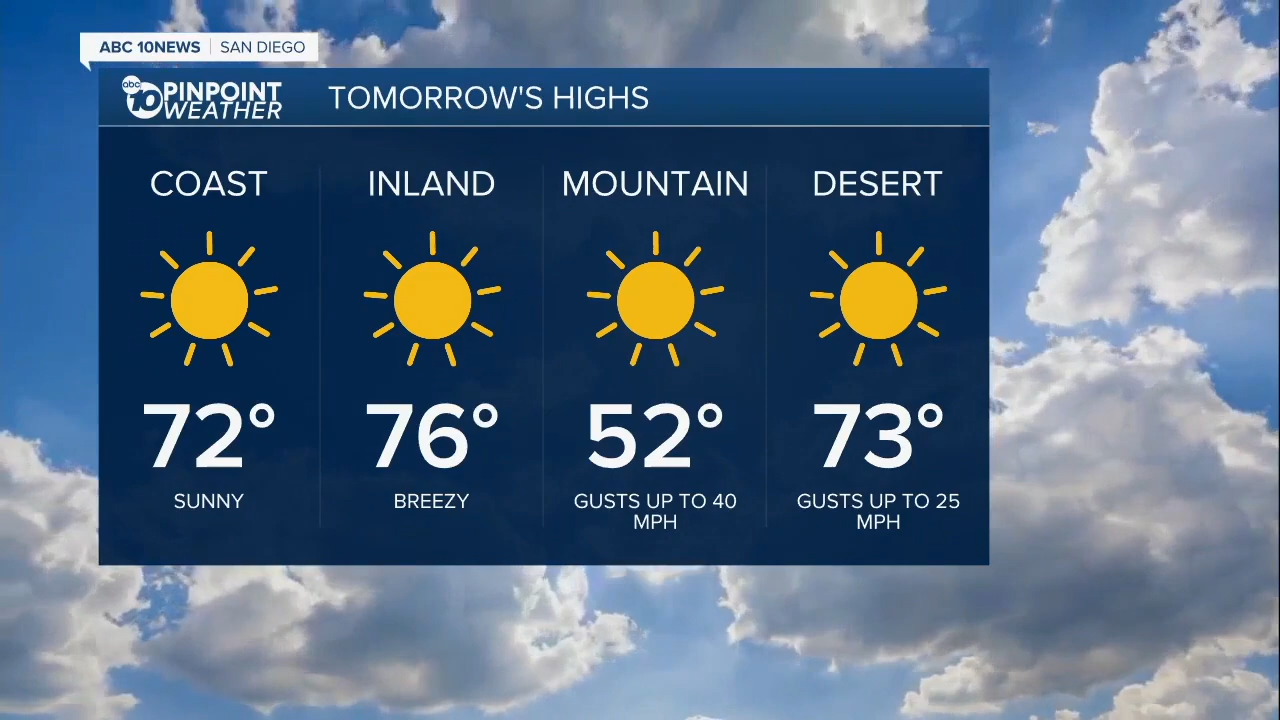 ABC 10NEWS | SAN DIEGO
abc 10 PINPOINT WEATHER
TOMORROW'S HIGHS
COAST
INLAND
MOUNTAIN
DESERT
72°
76°
52°
73°
SUNNY
BREEZY
GUSTS UP TO 40
MPH
GUSTS UP TO 25
MPH